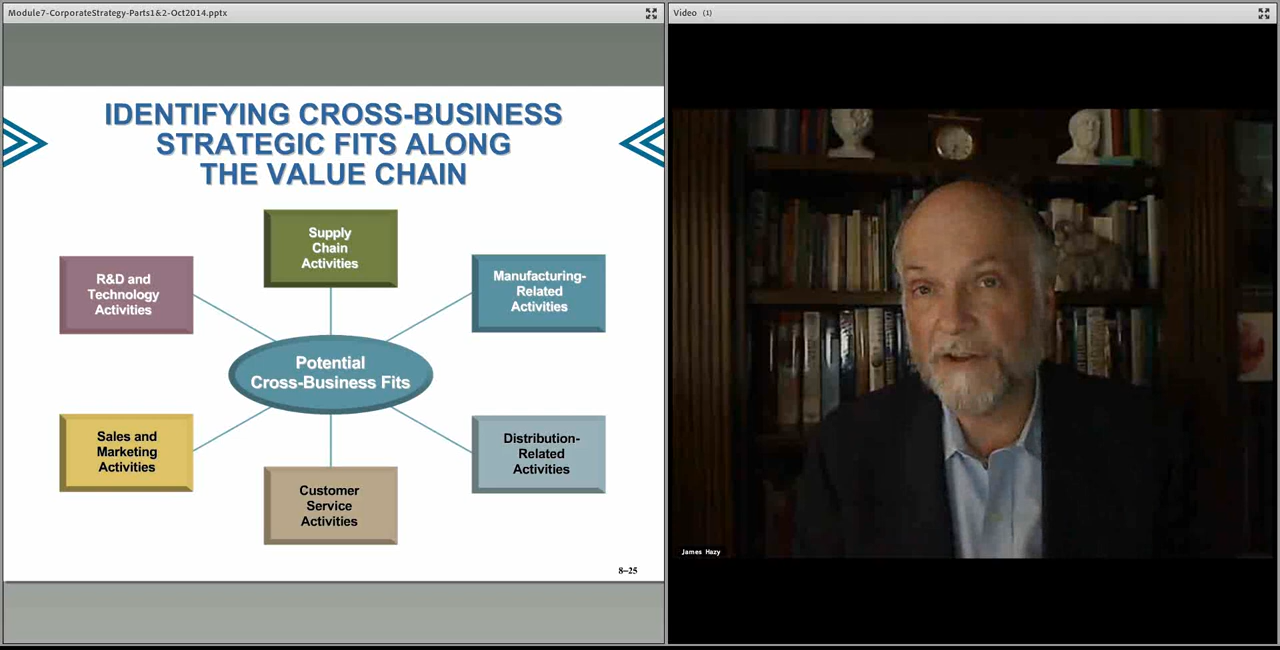 Module7-CorporateStrategy-Parts1&2-Oct2014.pptx
Video (1)
IDENTIFYING CROSS-BUSINESS
STRATEGIC FITS ALONG
THE VALUE CHAIN
Supply
Chain
Activities
R&D and
Technology
Activities
Manufacturing-
Related
Activities
Potential
Cross-Business Fits
Sales and
Marketing
Activities
Distribution-
Related
Activities
Customer
Service
Activities
8–25
James Hazy